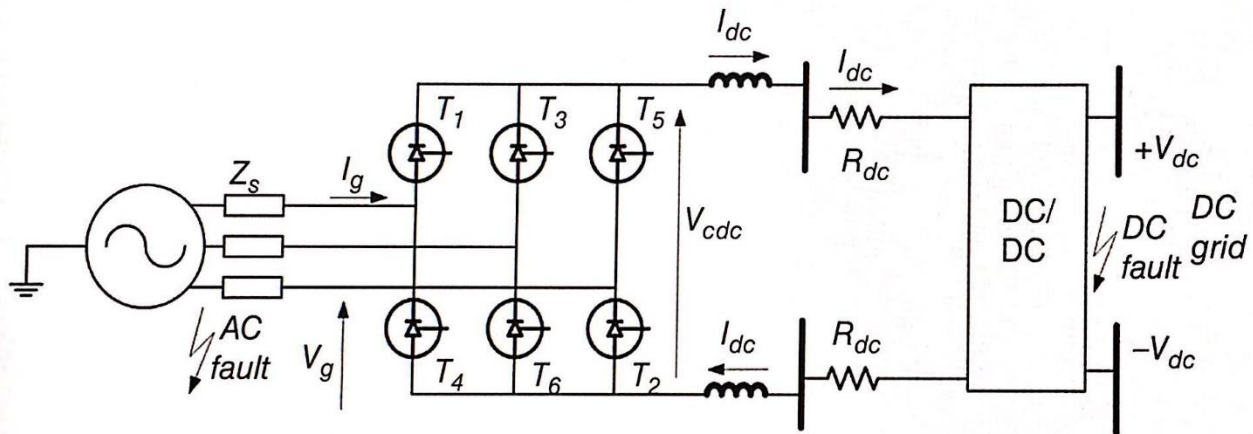 I_dc
I_dc
T_1
T_3
T_5
R_dc
+V_dc
Z_s
I_g
V_cdc
DC/
DC
DC
fault
DC
grid
AC
fault
V_g
T_4
T_6
T_2
I_dc
R_dc
−V_dc